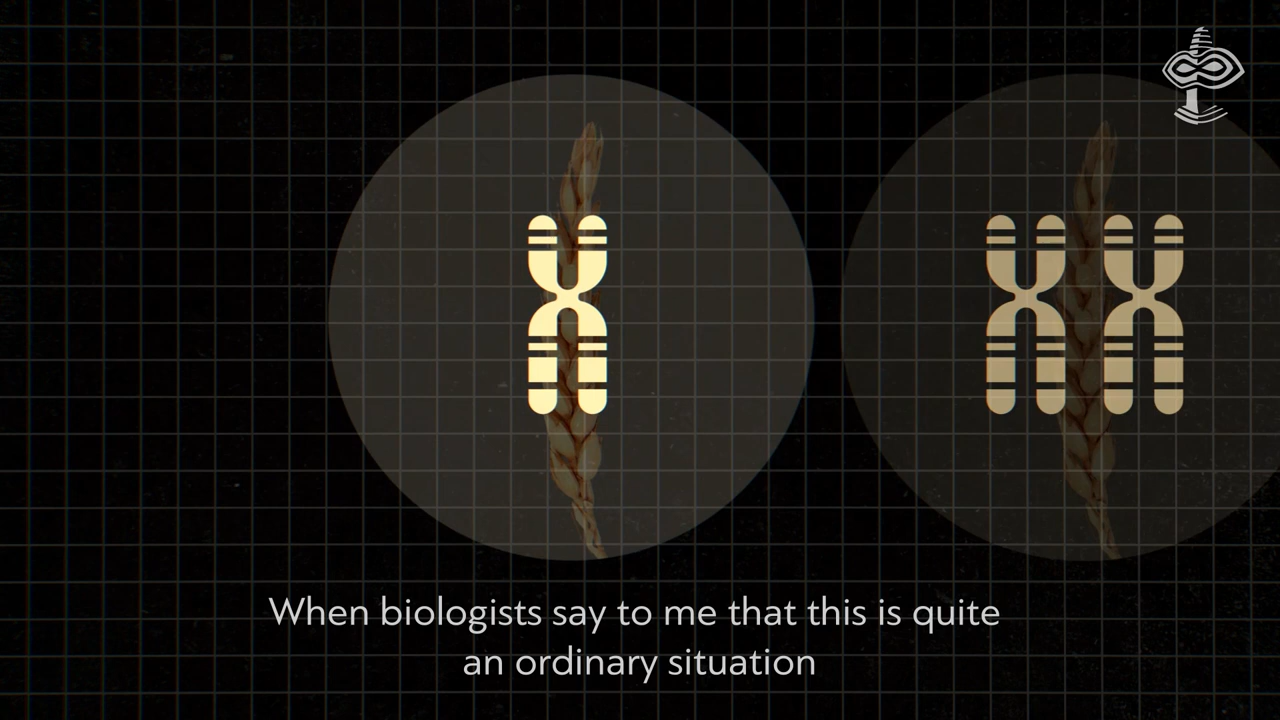 When biologists say to me that this is quite
an ordinary situation